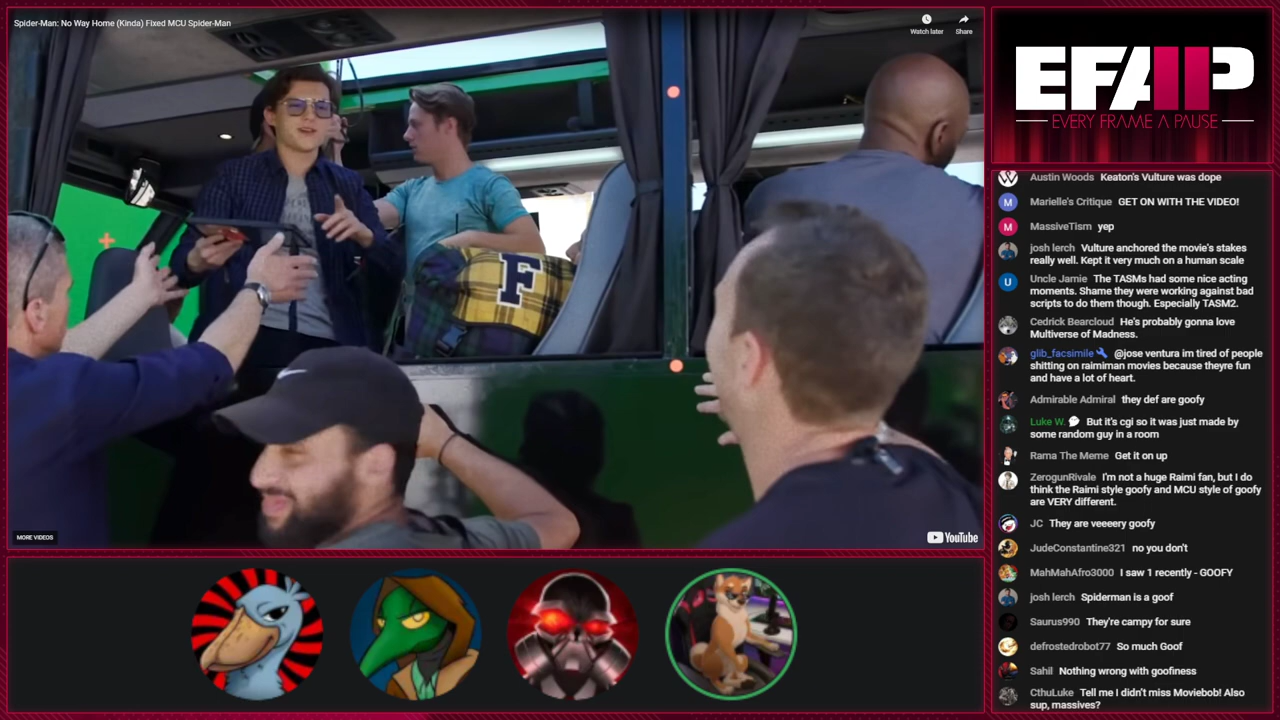 Spider-Man: No Way Home (Kinda) Fixed MCU Spider-Man
Watch later
Share
F
MORE VIDEOS
YouTube
EFAP
EVERY FRAME A PAUSE
Austin Woods Keaton's Vulture was dope
M Marielle's Critique GET ON WITH THE VIDEO!
M MassiveTism yep
josh lerch Vulture anchored the movie's stakes
really well. Kept it very much on a human scale
U Uncle Jamie The TASMs had some nice acting
moments. Shame they were working against bad
scripts to do them though. Especially TASM2.
Cedrick Bearcloud He's probably gonna love
Multiverse of Madness.
glib_facsimile @jose ventura im tired of people
shitting on raimiman movies because theyre fun
and have a lot of heart.
Admirable Admiral they def are goofy
Luke W. But it's cgi so it was just made by
some random guy in a room
Rama The Meme Get it on up
ZerogunRivale I'm not a huge Raimi fan, but I do
think the Raimi style goofy and MCU style of goofy
are VERY different.
JC They are veeeery goofy
JudeConstantine321 no you don't
MahMahAfro3000 I saw 1 recently - GOOFY
josh lerch Spiderman is a goof
Saurus990 They're campy for sure
defrostedrobot77 So much Goof
Sahil Nothing wrong with goofiness
CthuLuke Tell me I didn't miss Moviebob! Also
sup, massives?